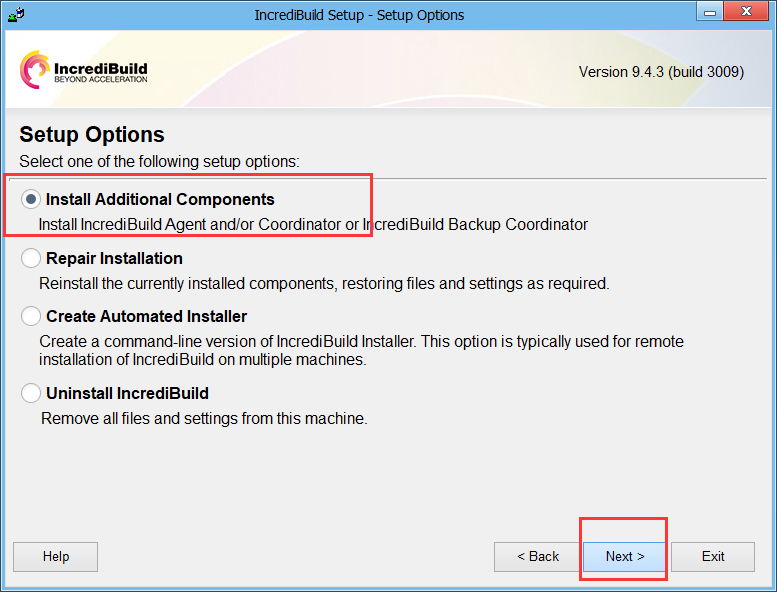 IncrediBuild Setup - Setup Options
IncrediBuild
BEYOND ACCELERATION
Version 9.4.3 (build 3009)
Setup Options
Select one of the following setup options:
Install Additional Components
Install IncrediBuild Agent and/or Coordinator or IncrediBuild Backup Coordinator
Repair Installation
Reinstall the currently installed components, restoring files and settings as required.
Create Automated Installer
Create a command-line version of IncrediBuild Installer. This option is typically used for remote
installation of IncrediBuild on multiple machines.
Uninstall IncrediBuild
Remove all files and settings from this machine.
Help
< Back
Next >
Exit